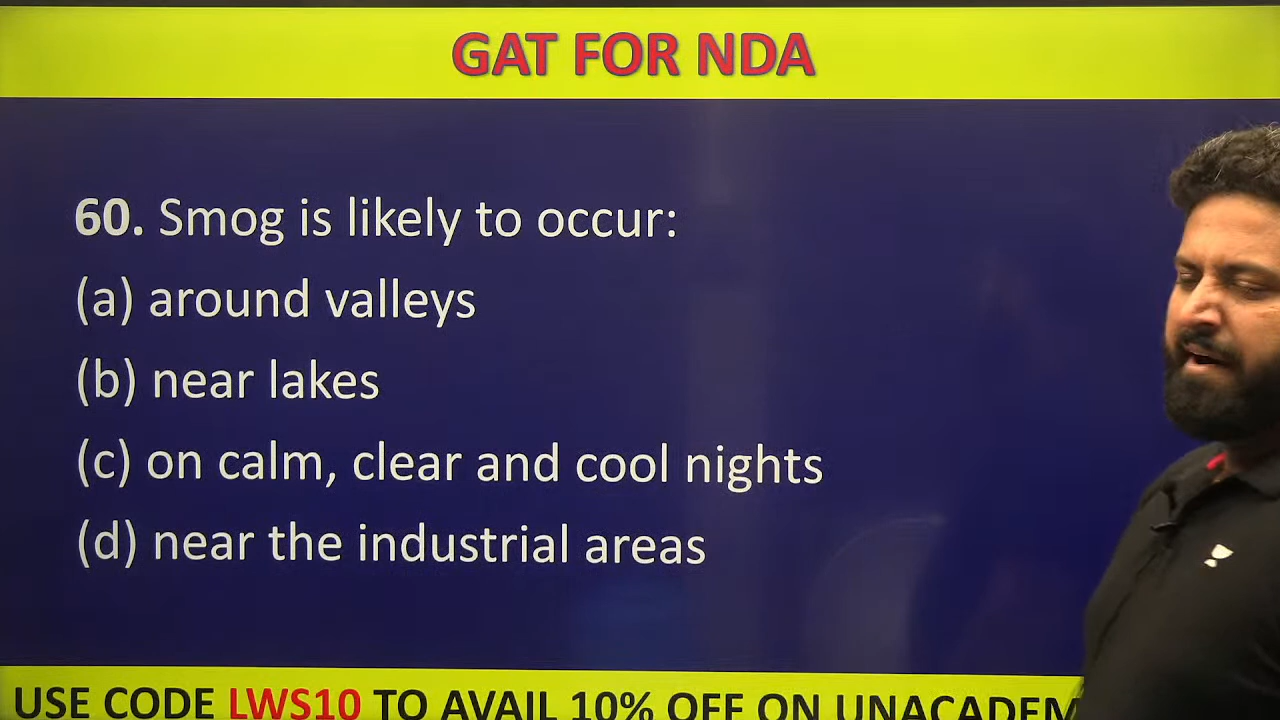 GAT FOR NDA
60. Smog is likely to occur:
(a) around valleys
(b) near lakes
(c) on calm, clear and cool nights
(d) near the industrial areas
USE CODE LWS10 TO AVAIL 10% OFF ON UNACADEM